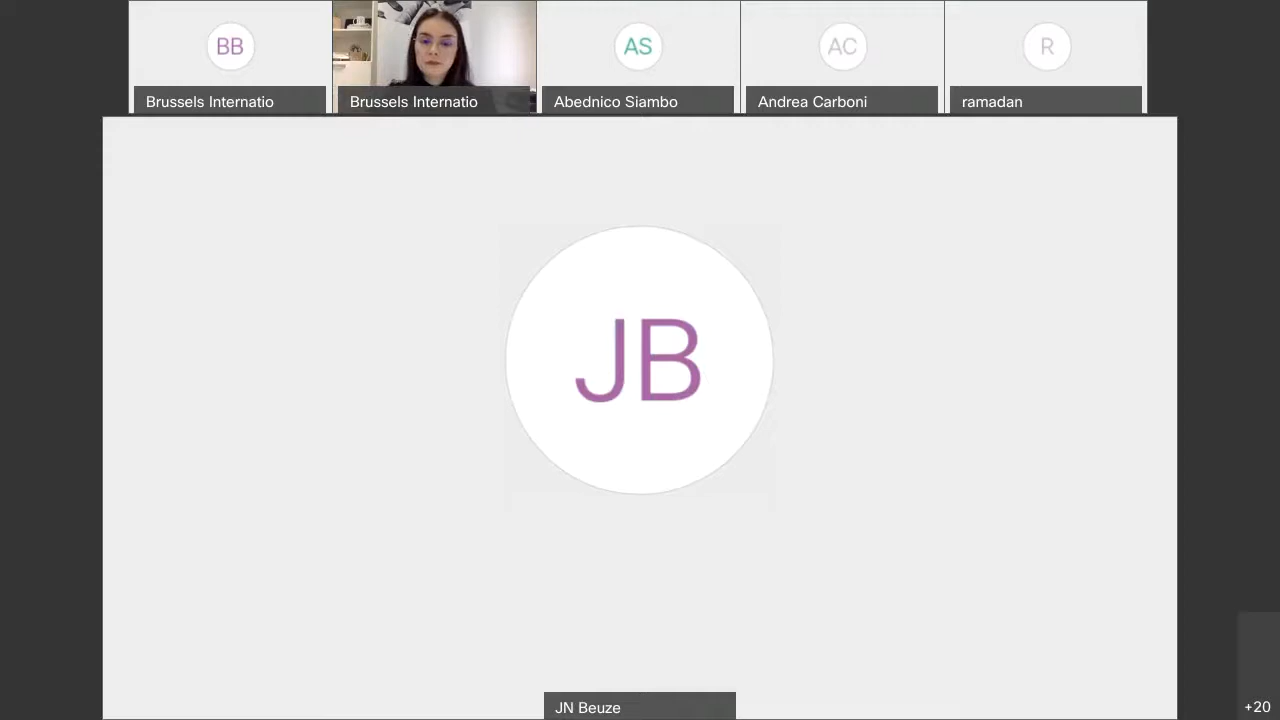 BB
AS
AC
R
Brussels Internatio
Brussels Internatio
Abednico Siambo
Andrea Carboni
ramadan
JB
JN Beuze
+20